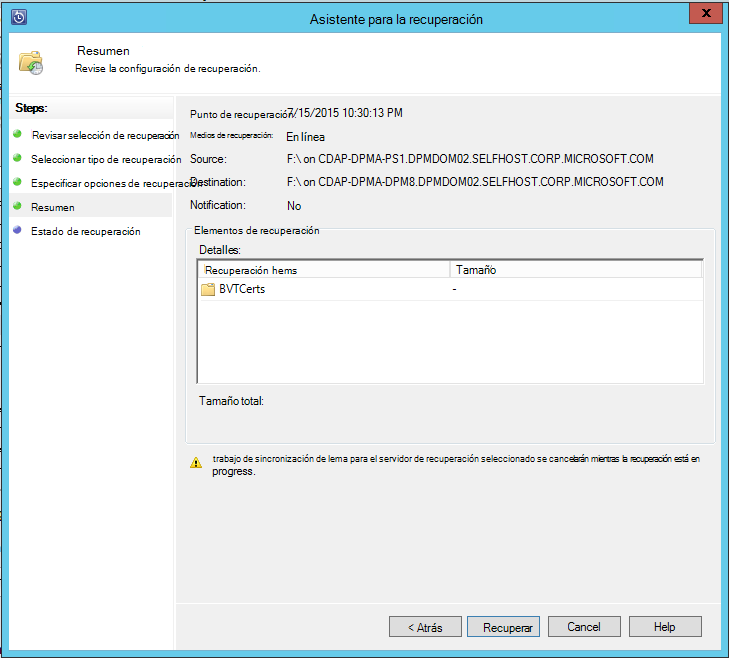 Asistente para la recuperación
x
Resumen
Revise la configuración de recuperación.
Steps:
Revisar selección de recuperación
Seleccionar tipo de recuperación
Especificar opciones de recuperación
Resumen
Estado de recuperación
Punto de recuperación 7/15/2015 10:30:13 PM
Medios de recuperación: En línea
Source: F:\ on CDAP-DPMA-PS1.DPMDOM02.SELFHOST.CORP.MICROSOFT.COM
Destination: F:\ on CDAP-DPMA-DPM8.DPMDOM02.SELFHOST.CORP.MICROSOFT.COM
Notification: No
Elementos de recuperación
Detalles:
Recuperación hems Tamaño
BVTCerts -
Tamaño total:
trabajo de sincronización de lema para el servidor de recuperación seleccionado se cancelarán mientras la recuperación está en
progress.
< Atrás Recuperar Cancel Help